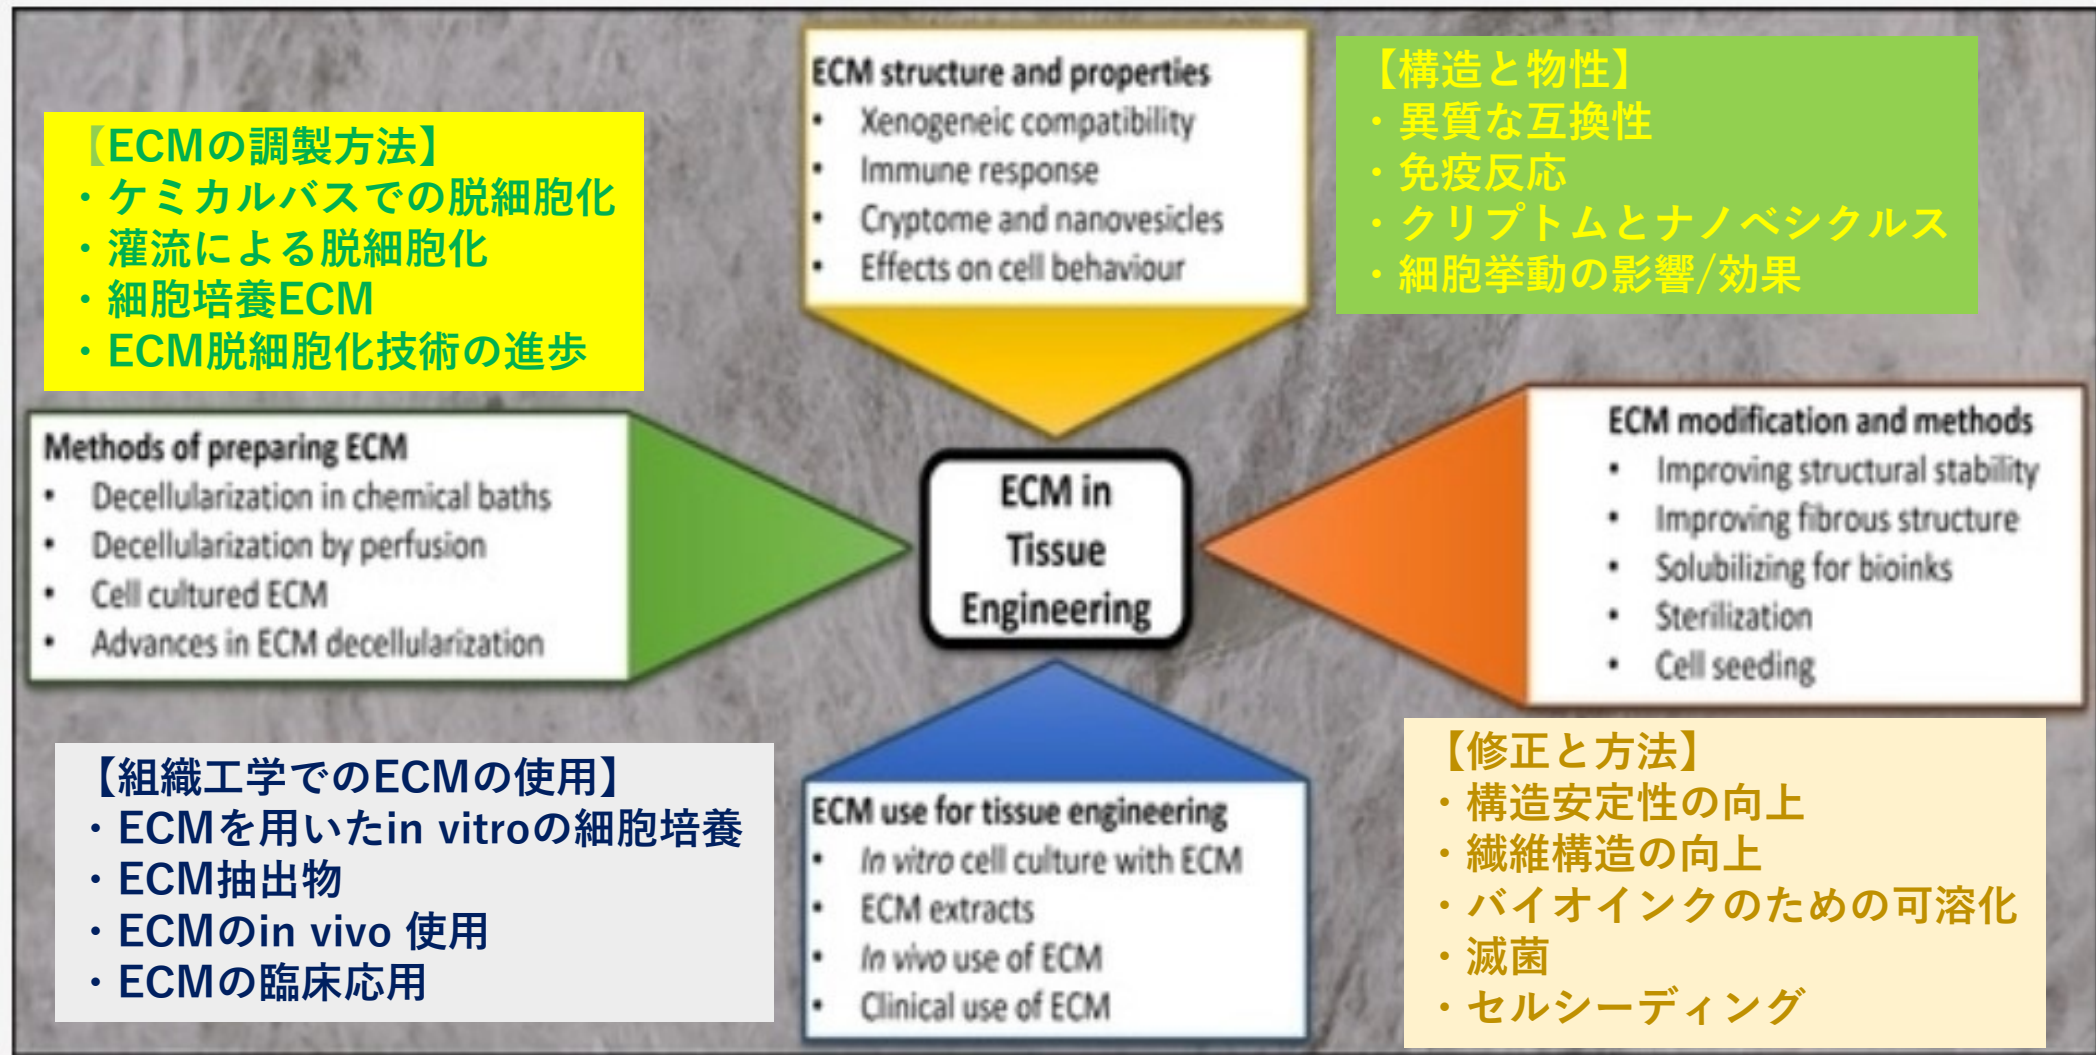 ECM structure and properties
• Xenogeneic compatibility
• Immune response
• Cryptome and nanovesicles
• Effects on cell behaviour
【構造と物性】
・異質な互換性
・免疫反応
・クリプトムとナノベシクルス
・細胞挙動の影響/効果
【ECMの調製方法】
・ケミカルバスでの脱細胞化
・灌流による脱細胞化
・細胞培養ECM
・ECM脱細胞化技術の進歩
Methods of preparing ECM
• Decellularization in chemical baths
• Decellularization by perfusion
• Cell cultured ECM
• Advances in ECM decellularization
ECM in
Tissue
Engineering
ECM modification and methods
• Improving structural stability
• Improving fibrous structure
• Solubilizing for bioinks
• Sterilization
• Cell seeding
【組織工学でのECMの使用】
・ECMを用いたin vitroの細胞培養
・ECM抽出物
・ECMのin vivo 使用
・ECMの臨床応用
ECM use for tissue engineering
• In vitro cell culture with ECM
• ECM extracts
• In vivo use of ECM
• Clinical use of ECM
【修正と方法】
・構造安定性の向上
・繊維構造の向上
・バイオインクのための可溶化
・滅菌
・セルシーディング